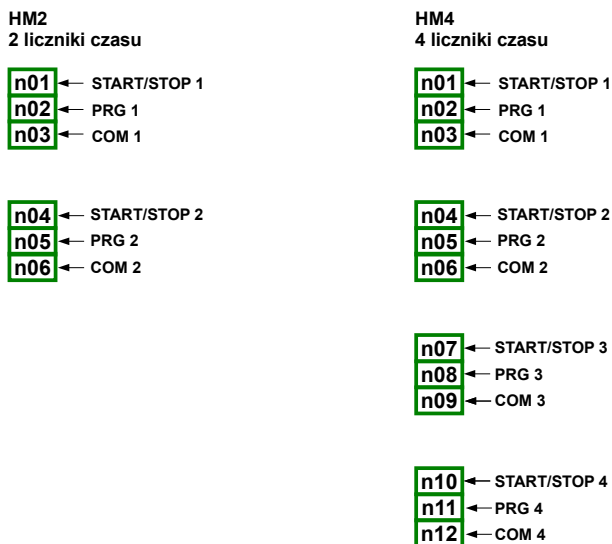 HM2
2 liczniki czasu
n01 START/STOP 1
n02 PRG 1
n03 COM 1
n04 START/STOP 2
n05 PRG 2
n06 COM 2
HM4
4 liczniki czasu
n01 START/STOP 1
n02 PRG 1
n03 COM 1
n04 START/STOP 2
n05 PRG 2
n06 COM 2
n07 START/STOP 3
n08 PRG 3
n09 COM 3
n10 START/STOP 4
n11 PRG 4
n12 COM 4